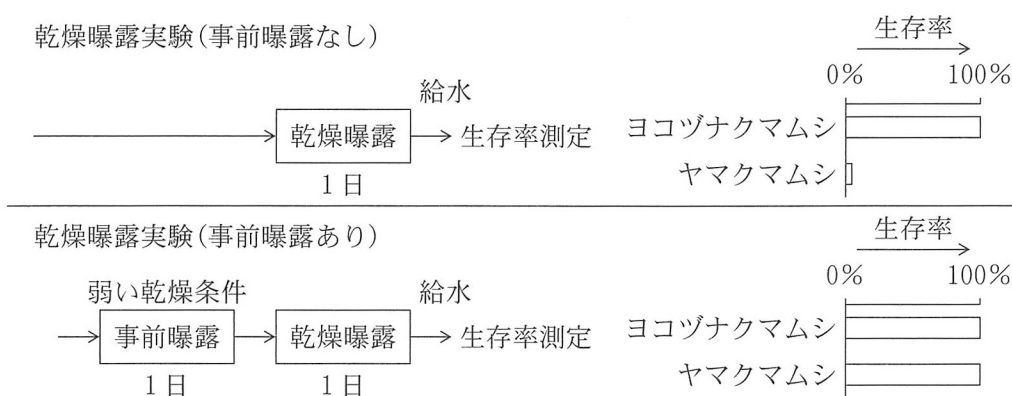 乾燥曝露実験(事前曝露なし)
生存率
0% 100%
給水
乾燥曝露
生存率測定
1日
ヨコヅナクマムシ
ヤマクマムシ
乾燥曝露実験(事前曝露あり)
生存率
0% 100%
弱い乾燥条件
給水
事前曝露
乾燥曝露
生存率測定
1日
1日
ヨコヅナクマムシ
ヤマクマムシ